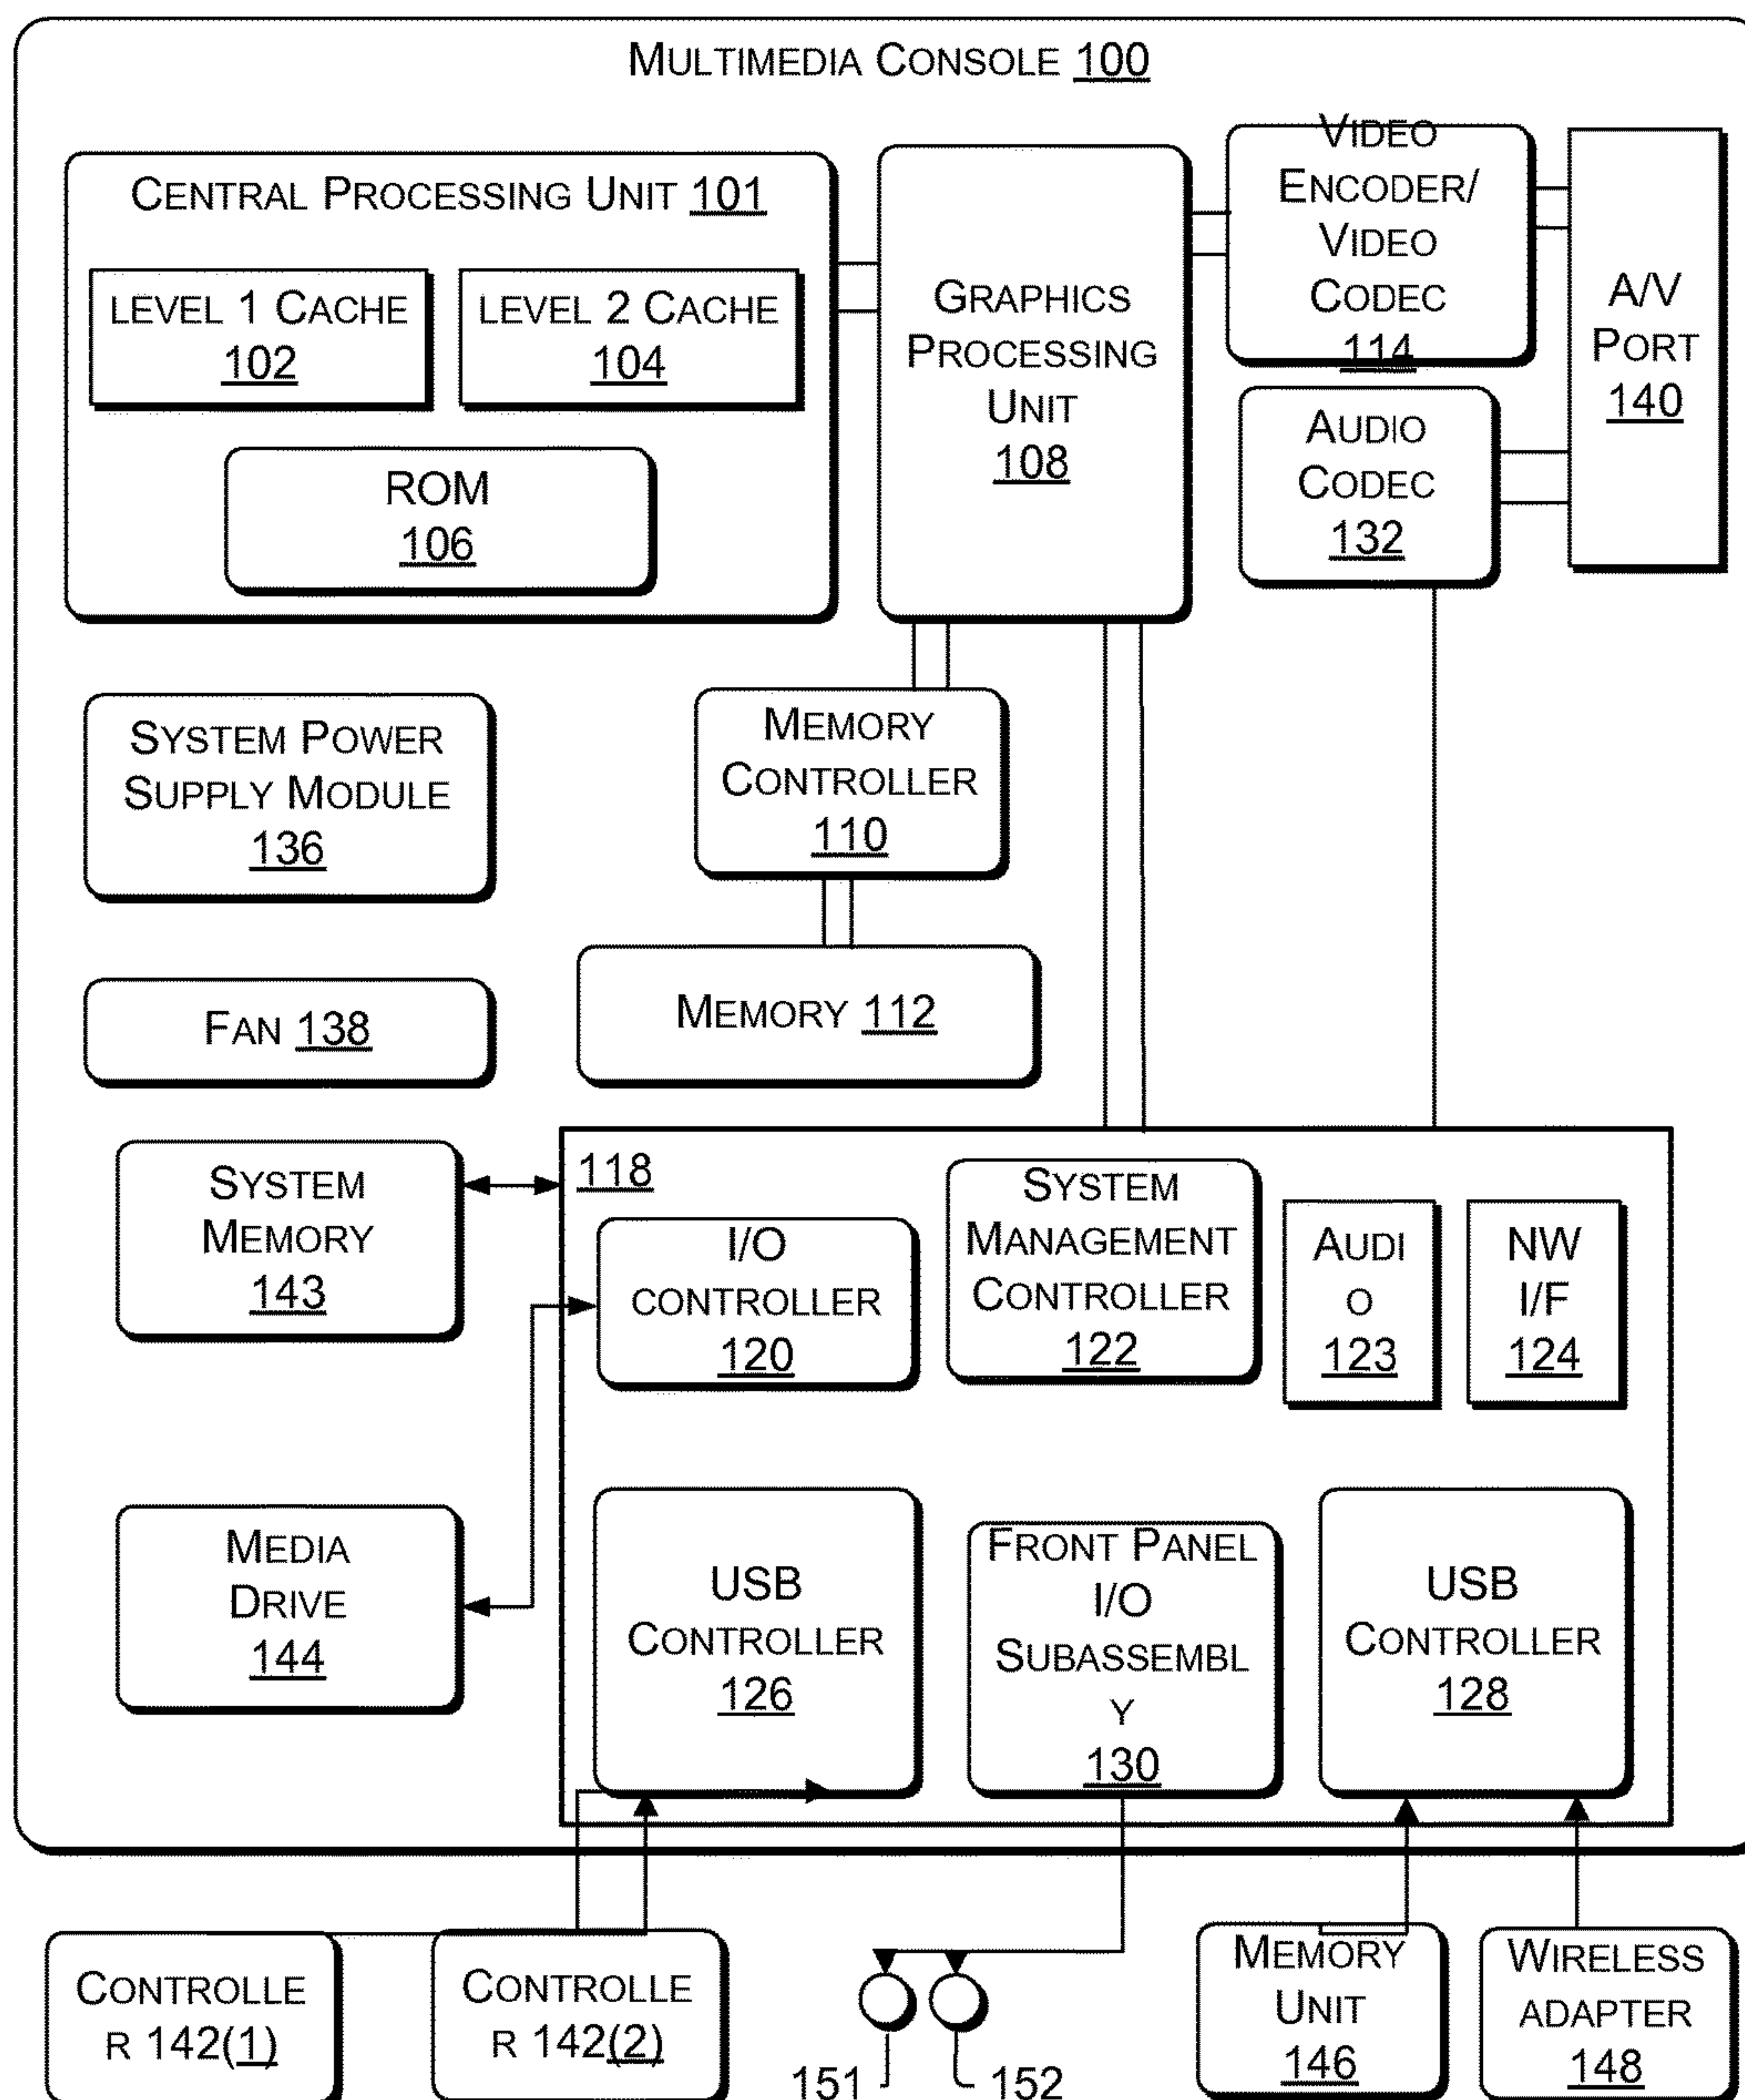 MULTIMEDIA CONSOLE 100
CENTRAL PROCESSING UNIT 101
LEVEL 1 CACHE
102
LEVEL 2 CACHE
104
ROM
106
GRAPHICS
PROCESSING
UNIT
108
VIDEO
ENCODER/
VIDEO
CODEC
114
A/V
PORT
140
AUDIO
CODEC
132
SYSTEM POWER
SUPPLY MODULE
136
MEMORY
CONTROLLER
110
FAN 138
MEMORY 112
SYSTEM
MEMORY
143
118
I/O
CONTROLLER
120
SYSTEM
MANAGEMENT
CONTROLLER
122
AUDI
O
123
NW
I/F
124
MEDIA
DRIVE
144
USB
CONTROLLER
126
FRONT PANEL
I/O
SUBASSEMBL
Y
130
USB
CONTROLLER
128
CONTROLLE
R 142(1)
CONTROLLE
R 142(2)
151
152
MEMORY
UNIT
146
WIRELESS
ADAPTER
148